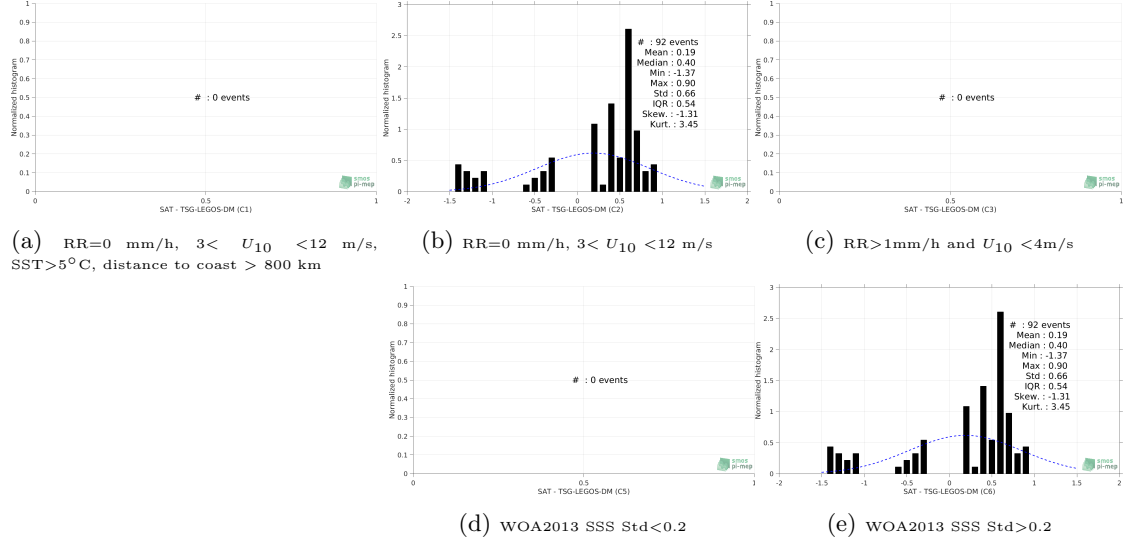 1
0.9
0.8
0.7
0.6
0.5
0.4
0.3
0.2
0.1
0
Normalized histogram
# : 0 events
0
0.5
1
SAT - TSG-LEGOS-DM (C1)
smos
pi-mep
(a) RR=0 mm/h, 3< U10 <12 m/s,
SST>5°C, distance to coast > 800 km
3
2.5
2
1.5
1
0.5
0
Normalized histogram
# : 92 events
Mean : 0.19
Median : 0.40
Min : -1.37
Max : 0.90
Std : 0.66
IQR : 0.54
Skew. : -1.31
Kurt. : 3.45
-2
-1.5
-1
-0.5
0
0.5
1
1.5
2
SAT - TSG-LEGOS-DM (C2)
smos
pi-mep
(b) RR=0 mm/h, 3< U10 <12 m/s
1
0.9
0.8
0.7
0.6
0.5
0.4
0.3
0.2
0.1
0
Normalized histogram
# : 0 events
0
0.5
1
SAT - TSG-LEGOS-DM (C3)
smos
pi-mep
(c) RR>1mm/h and U10 <4m/s
1
0.9
0.8
0.7
0.6
0.5
0.4
0.3
0.2
0.1
0
Normalized histogram
# : 0 events
0
0.5
1
SAT - TSG-LEGOS-DM (C5)
smos
pi-mep
(d) WOA2013 SSS Std<0.2
3
2.5
2
1.5
1
0.5
0
Normalized histogram
# : 92 events
Mean : 0.19
Median : 0.40
Min : -1.37
Max : 0.90
Std : 0.66
IQR : 0.54
Skew. : -1.31
Kurt. : 3.45
-2
-1.5
-1
-0.5
0
0.5
1
1.5
2
SAT - TSG-LEGOS-DM (C6)
smos
pi-mep
(e) WOA2013 SSS Std>0.2